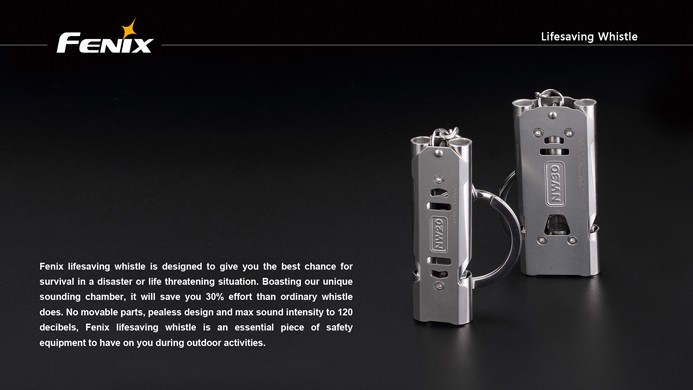 FENIX
Lifesaving Whistle
NW30
NW20
Fenix lifesaving whistle is designed to give you the best chance for
survival in a disaster or life threatening situation. Boasting our unique
sounding chamber, it will save you 30% effort than ordinary whistle
does. No movable parts, pealess design and max sound intensity to 120
decibels, Fenix lifesaving whistle is an essential piece of safety
equipment to have on you during outdoor activities.